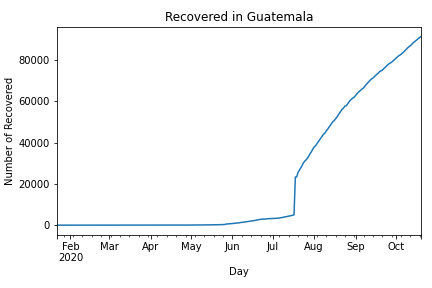 Recovered in Guatemala
Number of Recovered
80000
60000
40000
20000
0
Feb Mar Apr May Jun Jul Aug Sep Oct
2020
Day